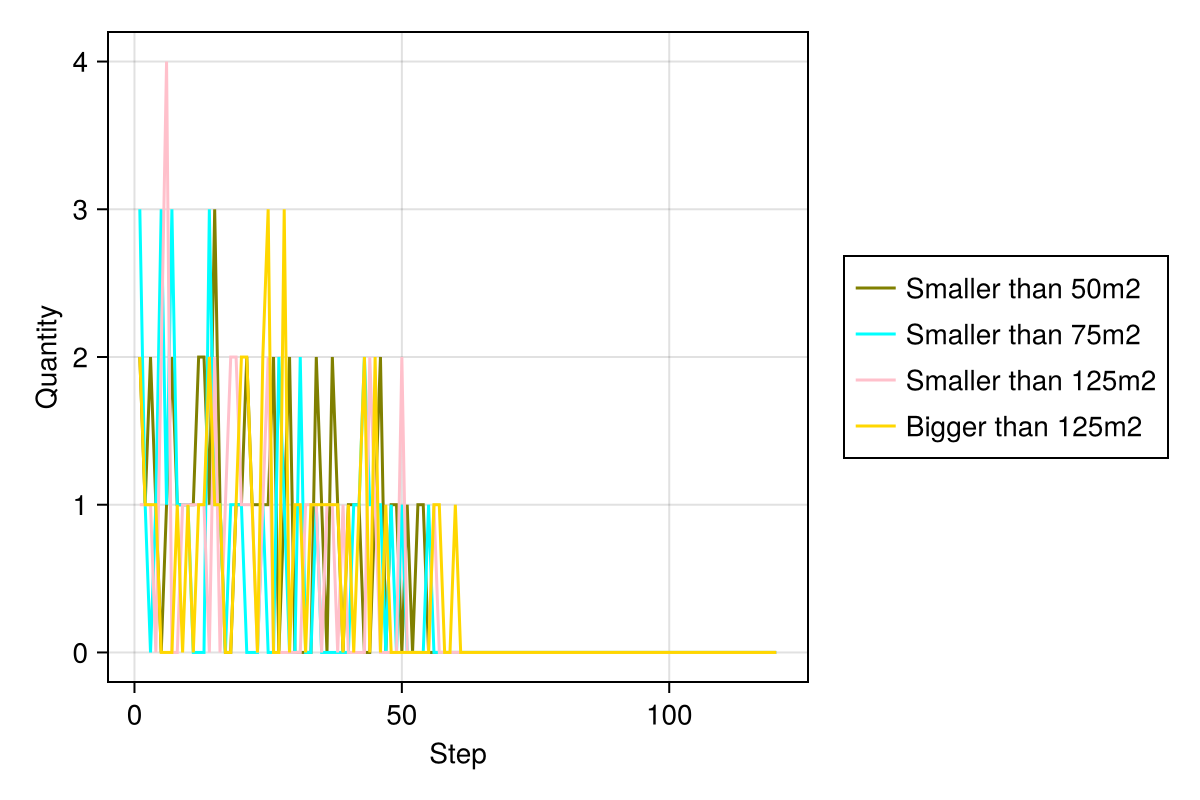 4
3
2
1
0
Quantity
0 50 100
Step
Smaller than 50m2
Smaller than 75m2
Smaller than 125m2
Bigger than 125m2